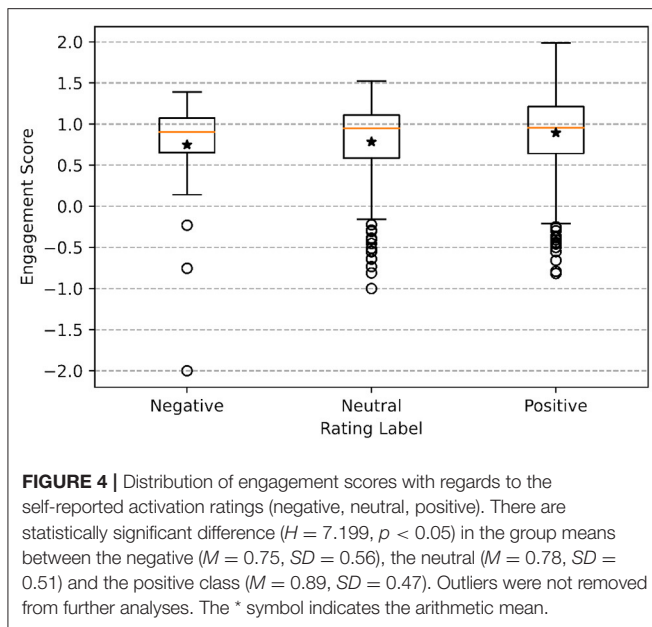 2.0
1.5
1.0
0.5
0.0
−0.5
−1.0
−1.5
−2.0
Engagement Score
Negative
Neutral
Positive
Rating Label
FIGURE 4 | Distribution of engagement scores with regards to the
self-reported activation ratings (negative, neutral, positive). There are
statistically significant difference (H = 7.199, p < 0.05) in the group means
between the negative (M = 0.75, SD = 0.56), the neutral (M = 0.78, SD =
0.51) and the positive class (M = 0.89, SD = 0.47). Outliers were not removed
from further analyses. The * symbol indicates the arithmetic mean.